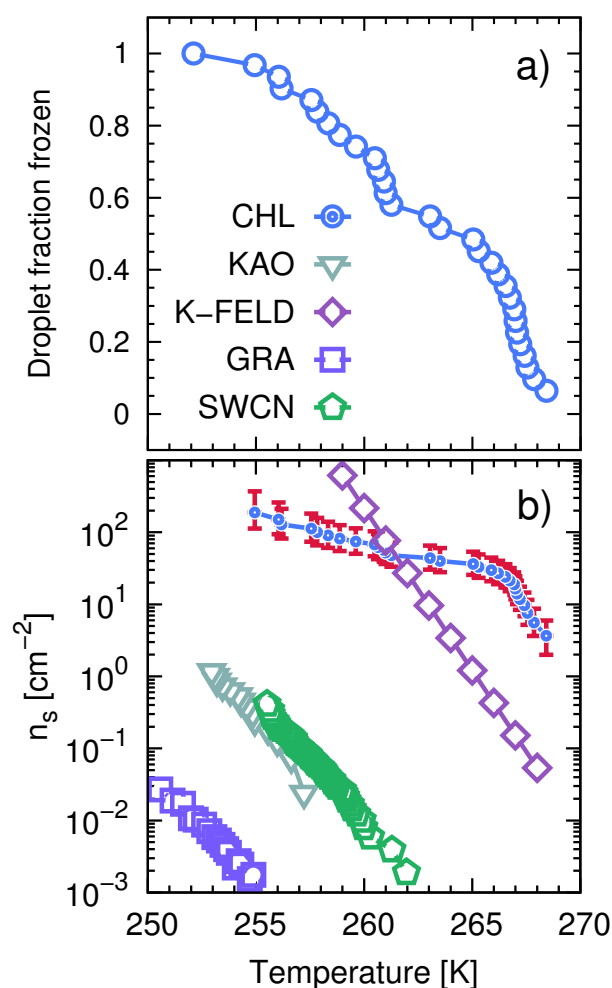 a)
1
0.8
0.6
0.4
0.2
0
Droplet fraction frozen
CHL
KAO
K−FELD
GRA
SWCN
b)
10²
10¹
10⁰
10⁻¹
10⁻²
10⁻³
nₛ [cm⁻²]
250 255 260 265 270
Temperature [K]